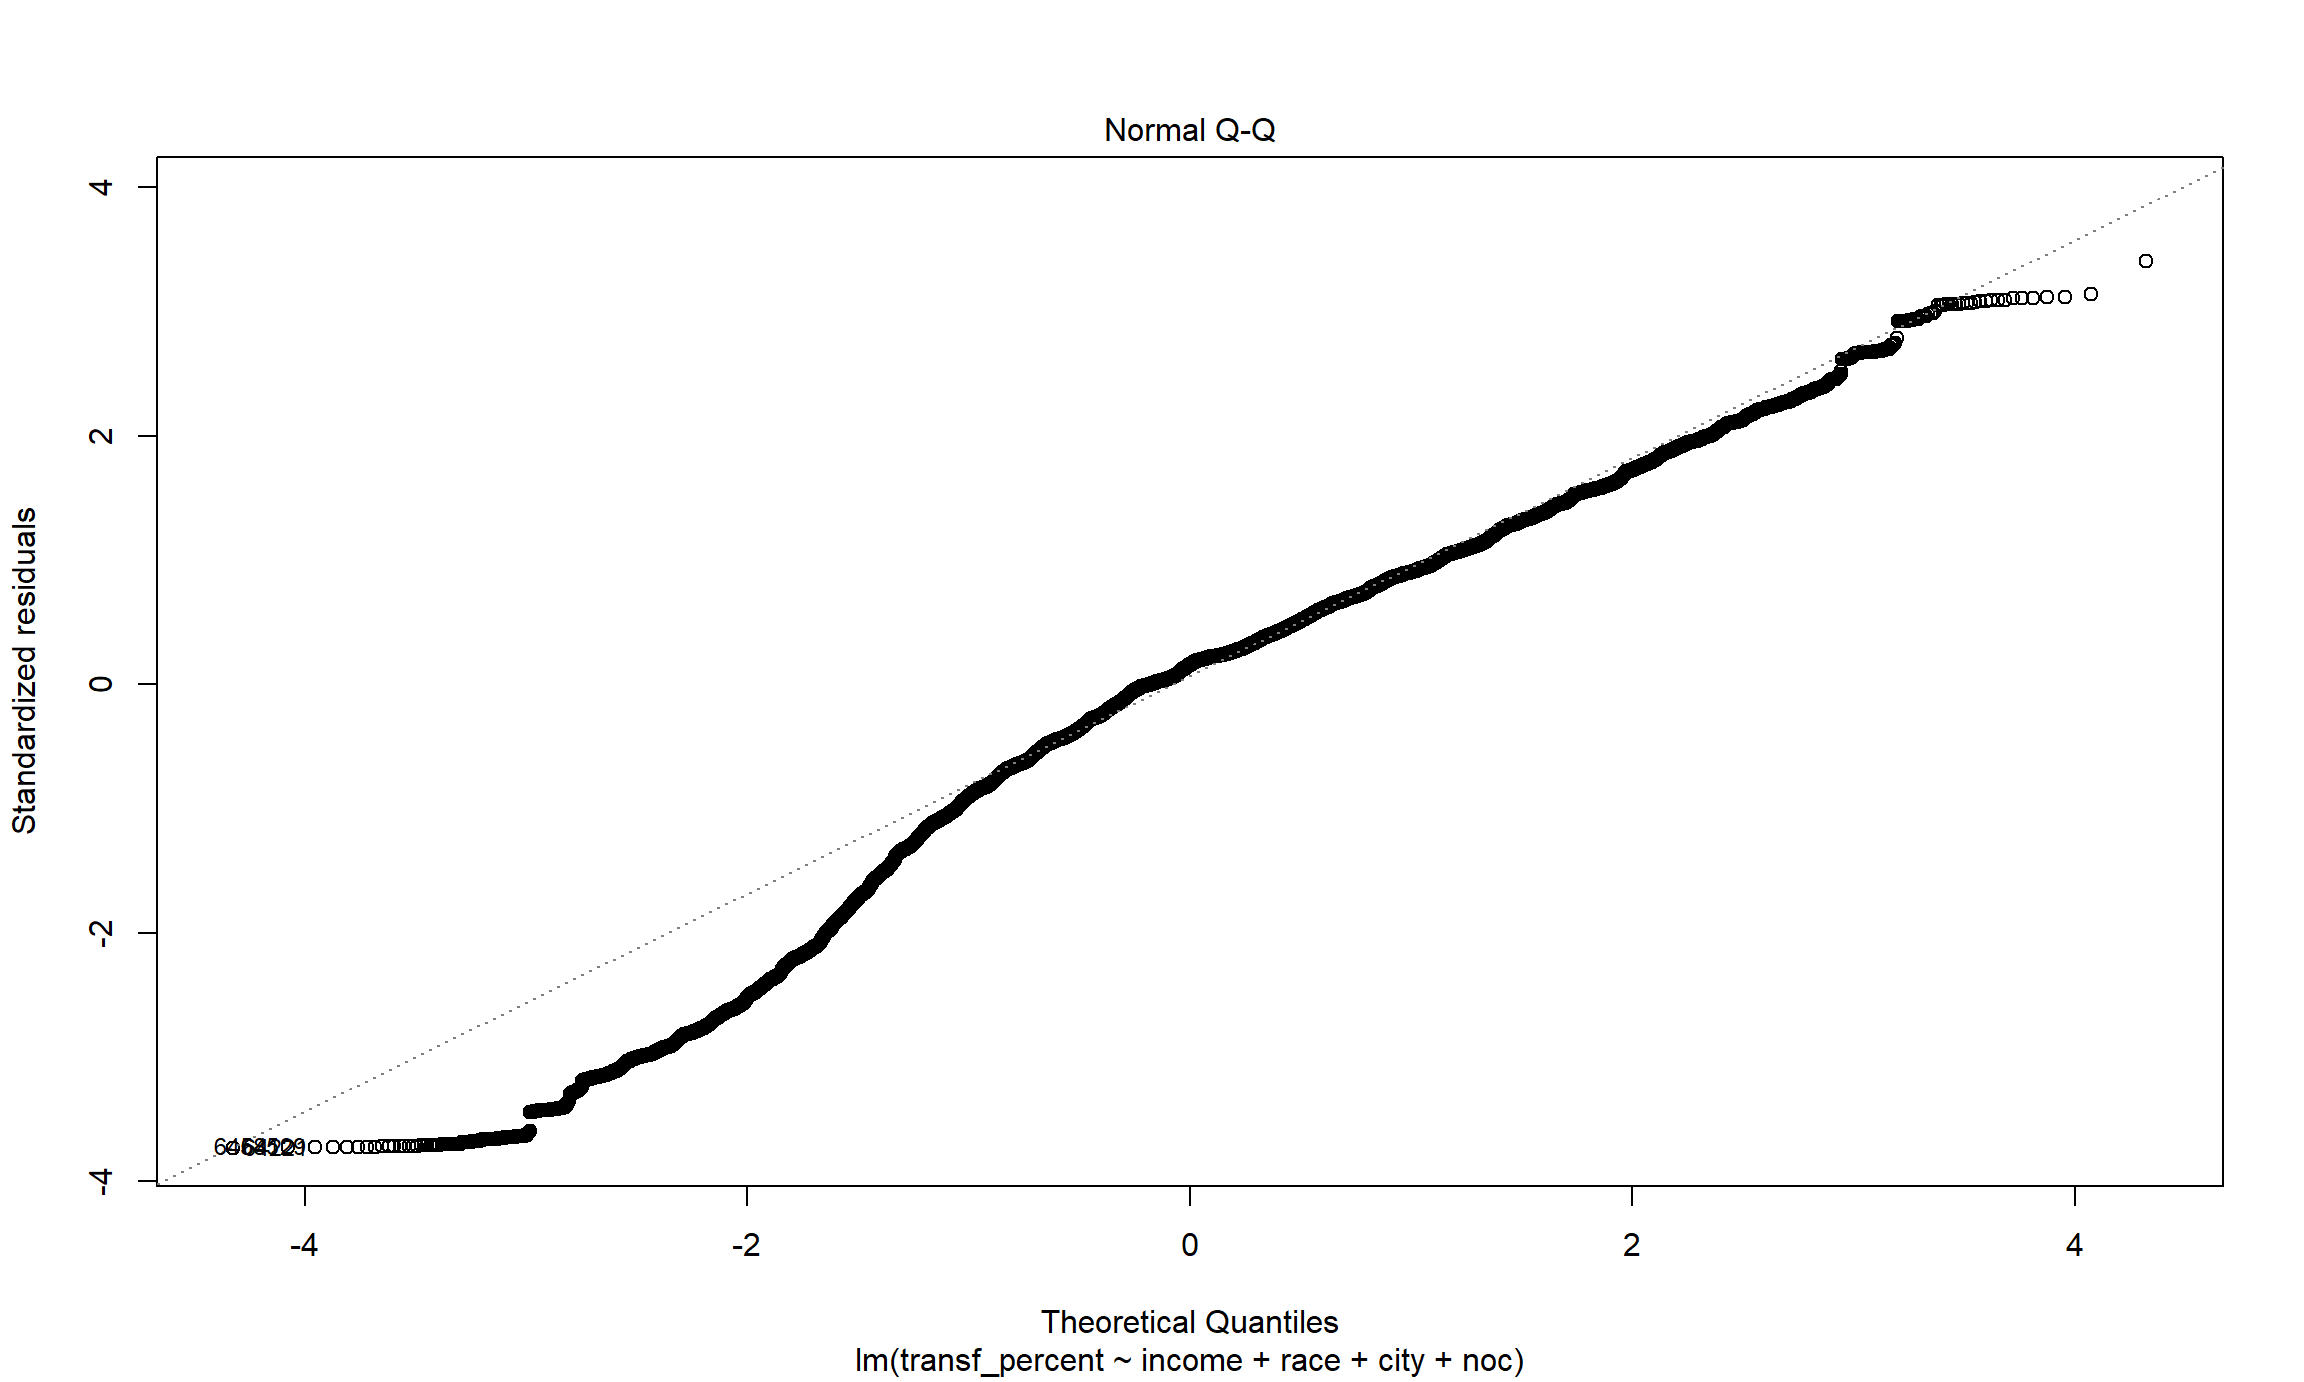 Normal Q-Q
Standardized residuals
4
2
0
-2
-4
-4
-2
0
2
4
Theoretical Quantiles
lm(transf_percent ~ income + race + city + noc)